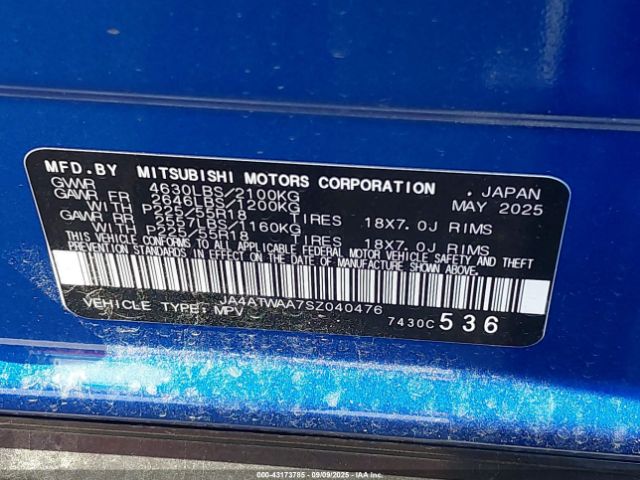 MFD.BY MITSUBISHI MOTORS CORPORATION , JAPAN
GVWR 4630LBS/2100KG MAY 2025
GAWR FR 2646LBS/1200KG
WITH P225/55R18 TIRES 18X7.0J RIMS
GAWR RR 2557LBS/1160KG
WITH P225/55R18 TIRES 18X7.0J RIMS
THIS VEHICLE CONFORMS TO ALL APPLICABLE FEDERAL MOTOR VEHICLE SAFETY AND THEFT
PREVENTION STANDARDS IN EFFECT ON THE DATE OF MANUFACTURE SHOWN ABOVE.
JA4ATWAA7SZ040476
VEHICLE TYPE: MPV 7430C 536
000-43173785 - 09/09/2025 - IAAI.COM